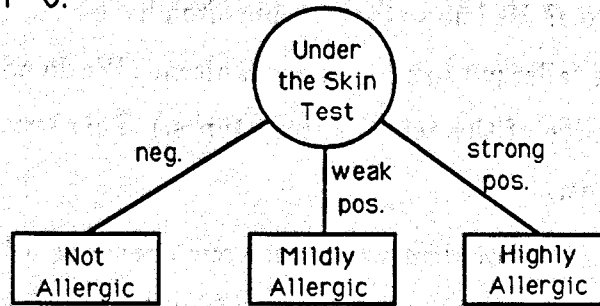 Under
the Skin
Test
neg.
weak
pos.
strong
pos.
Not
Allergic
Mildly
Allergic
Highly
Allergic